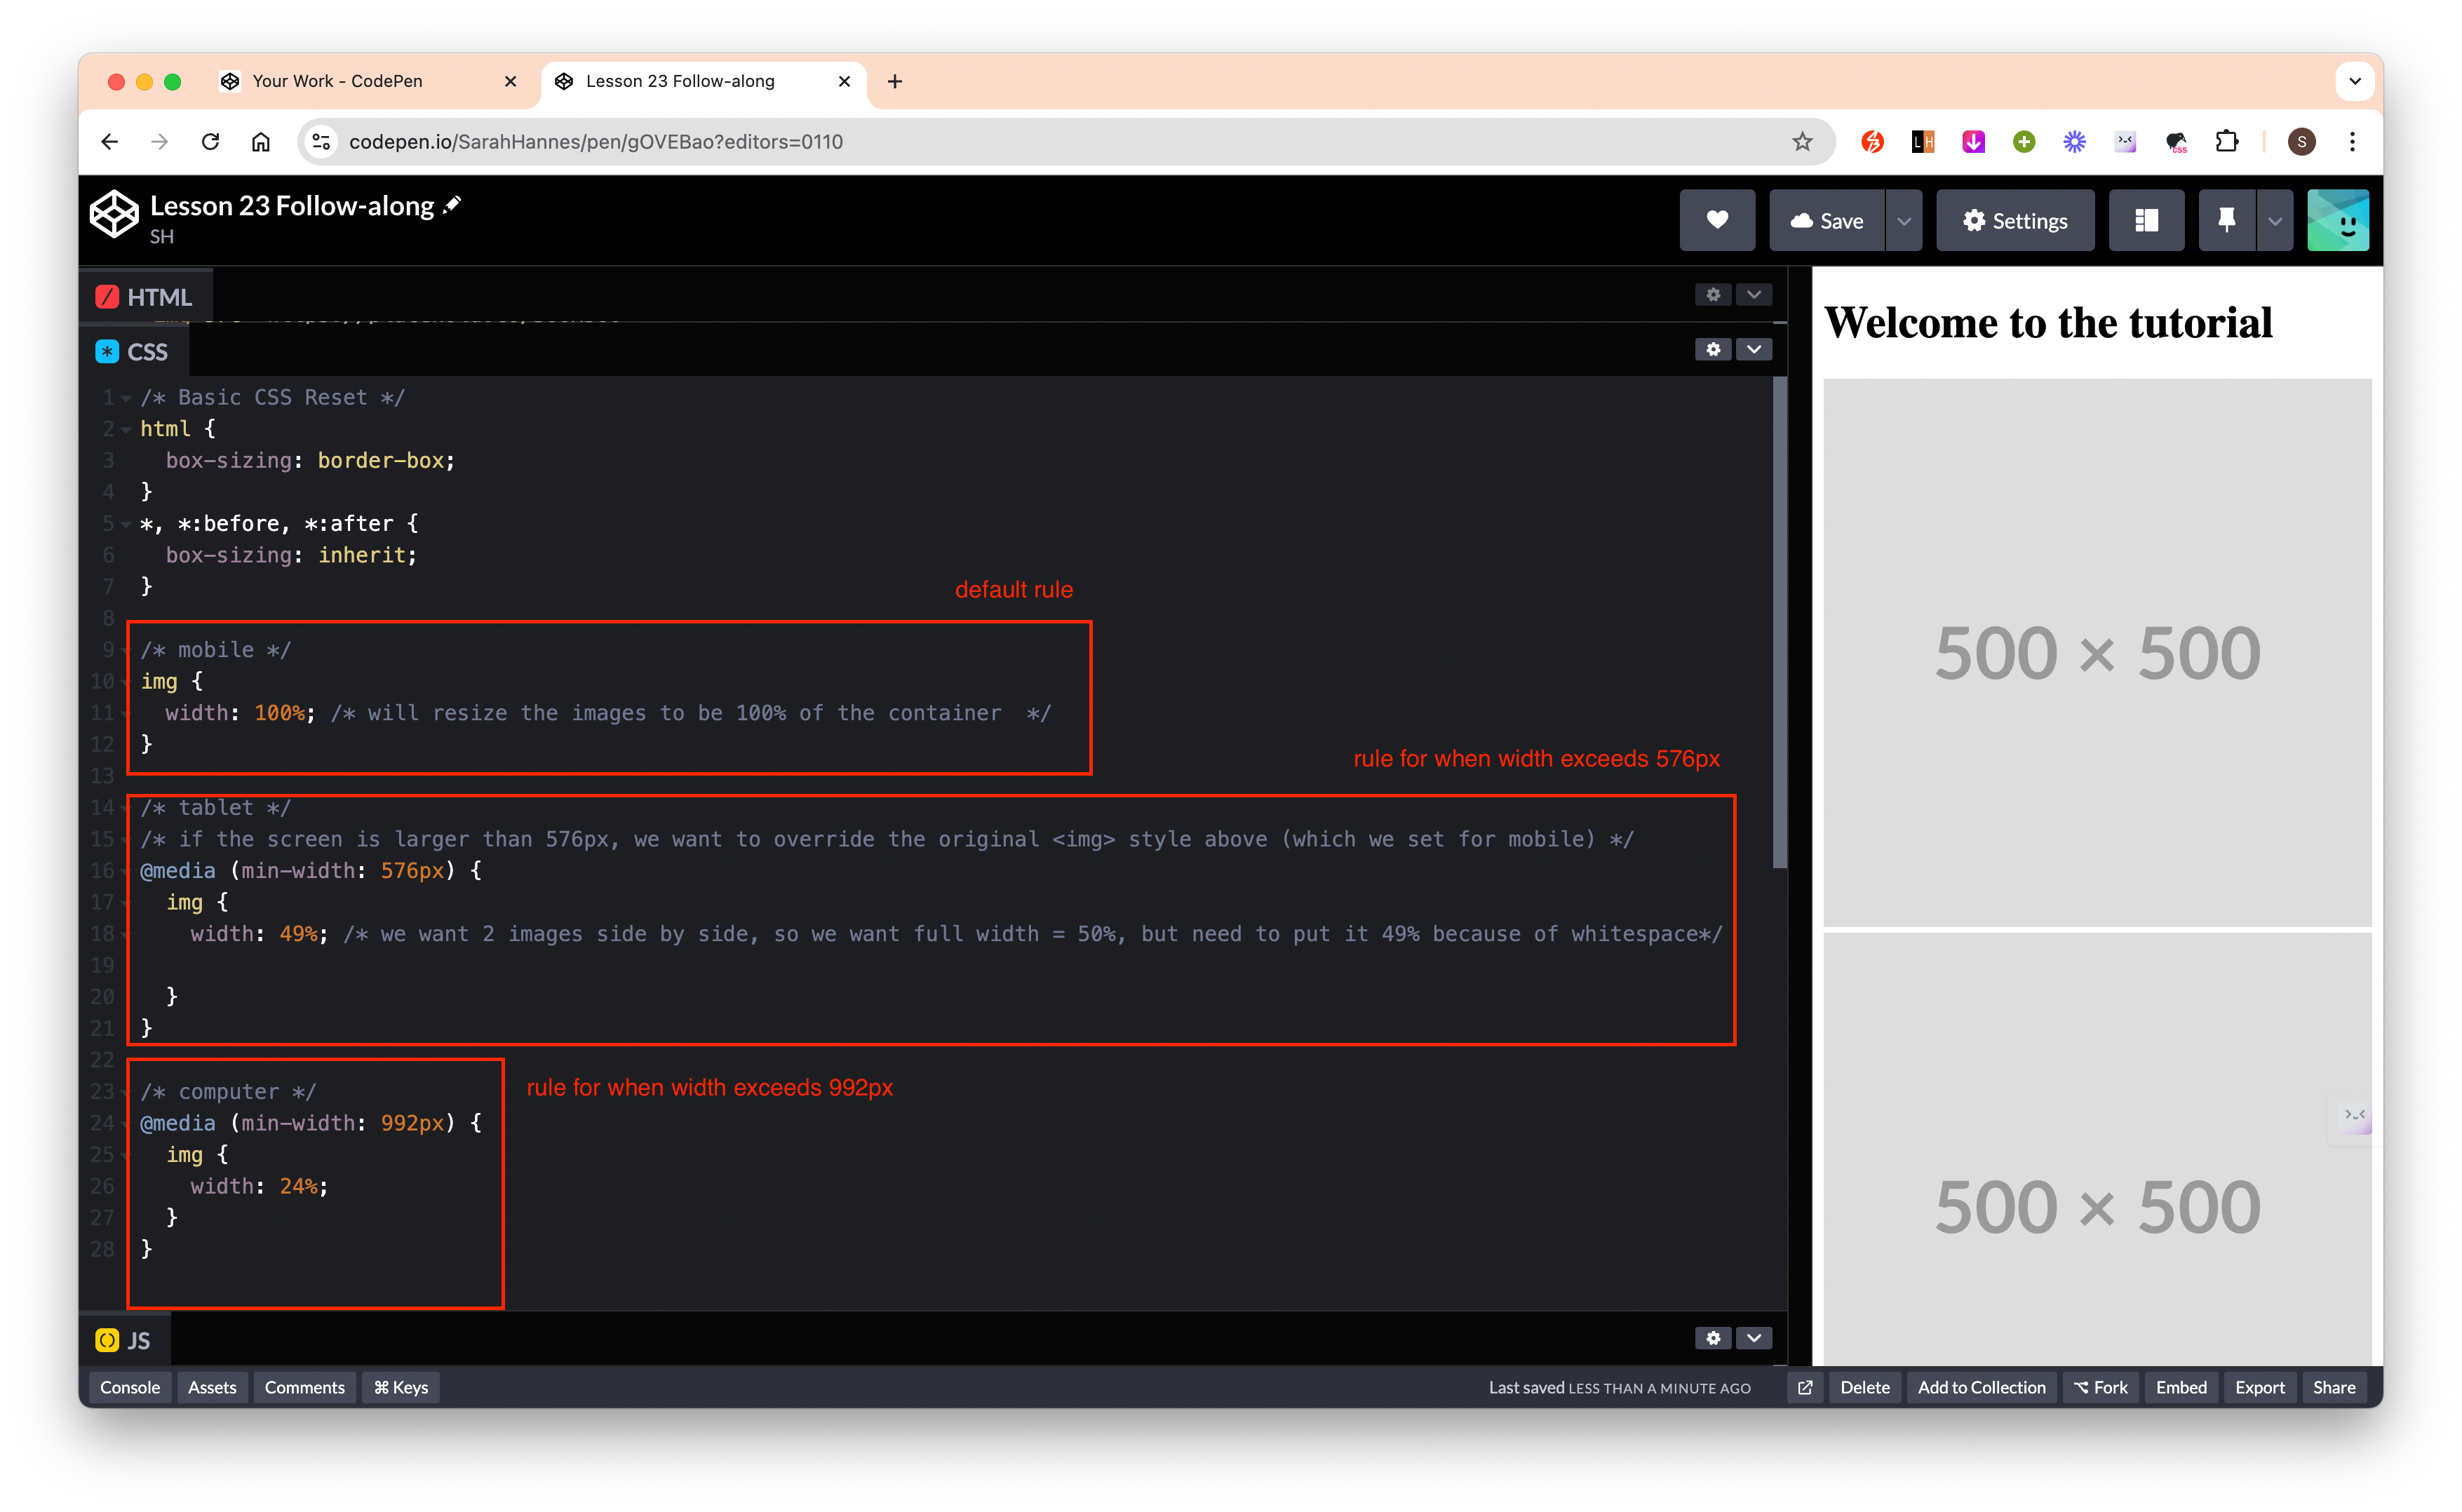 Your Work - CodePen
Lesson 23 Follow-along
codepen.io/SarahHannes/pen/gOVEBao?editors=0110
LH
css
S
Lesson 23 Follow-along
SH
Save
Settings
HTML
CSS
1 /* Basic CSS Reset */
2 html {
3 box-sizing: border-box;
4 }
5 *, *:before, *:after {
6 box-sizing: inherit;
7 }
default rule
8
9 /* mobile */
10 img {
11 width: 100%; /* will resize the images to be 100% of the container  */
12 }
rule for when width exceeds 576px
13
14 /* tablet */
15 /* if the screen is larger than 576px, we want to override the original <img> style above (which we set for mobile) */
16 @media (min-width: 576px) {
17 img {
18 width: 49%; /* we want 2 images side by side, so we want full width = 50%, but need to put it 49% because of whitespace*/
19
20 }
21 }
22
rule for when width exceeds 992px
23 /* computer */
24 @media (min-width: 992px) {
25 img {
26 width: 24%;
27 }
28 }
JS
Welcome to the tutorial
500 × 500
500 × 500
Console
Assets
Comments
⌘ Keys
Last saved LESS THAN A MINUTE AGO
Delete
Add to Collection
Fork
Embed
Export
Share